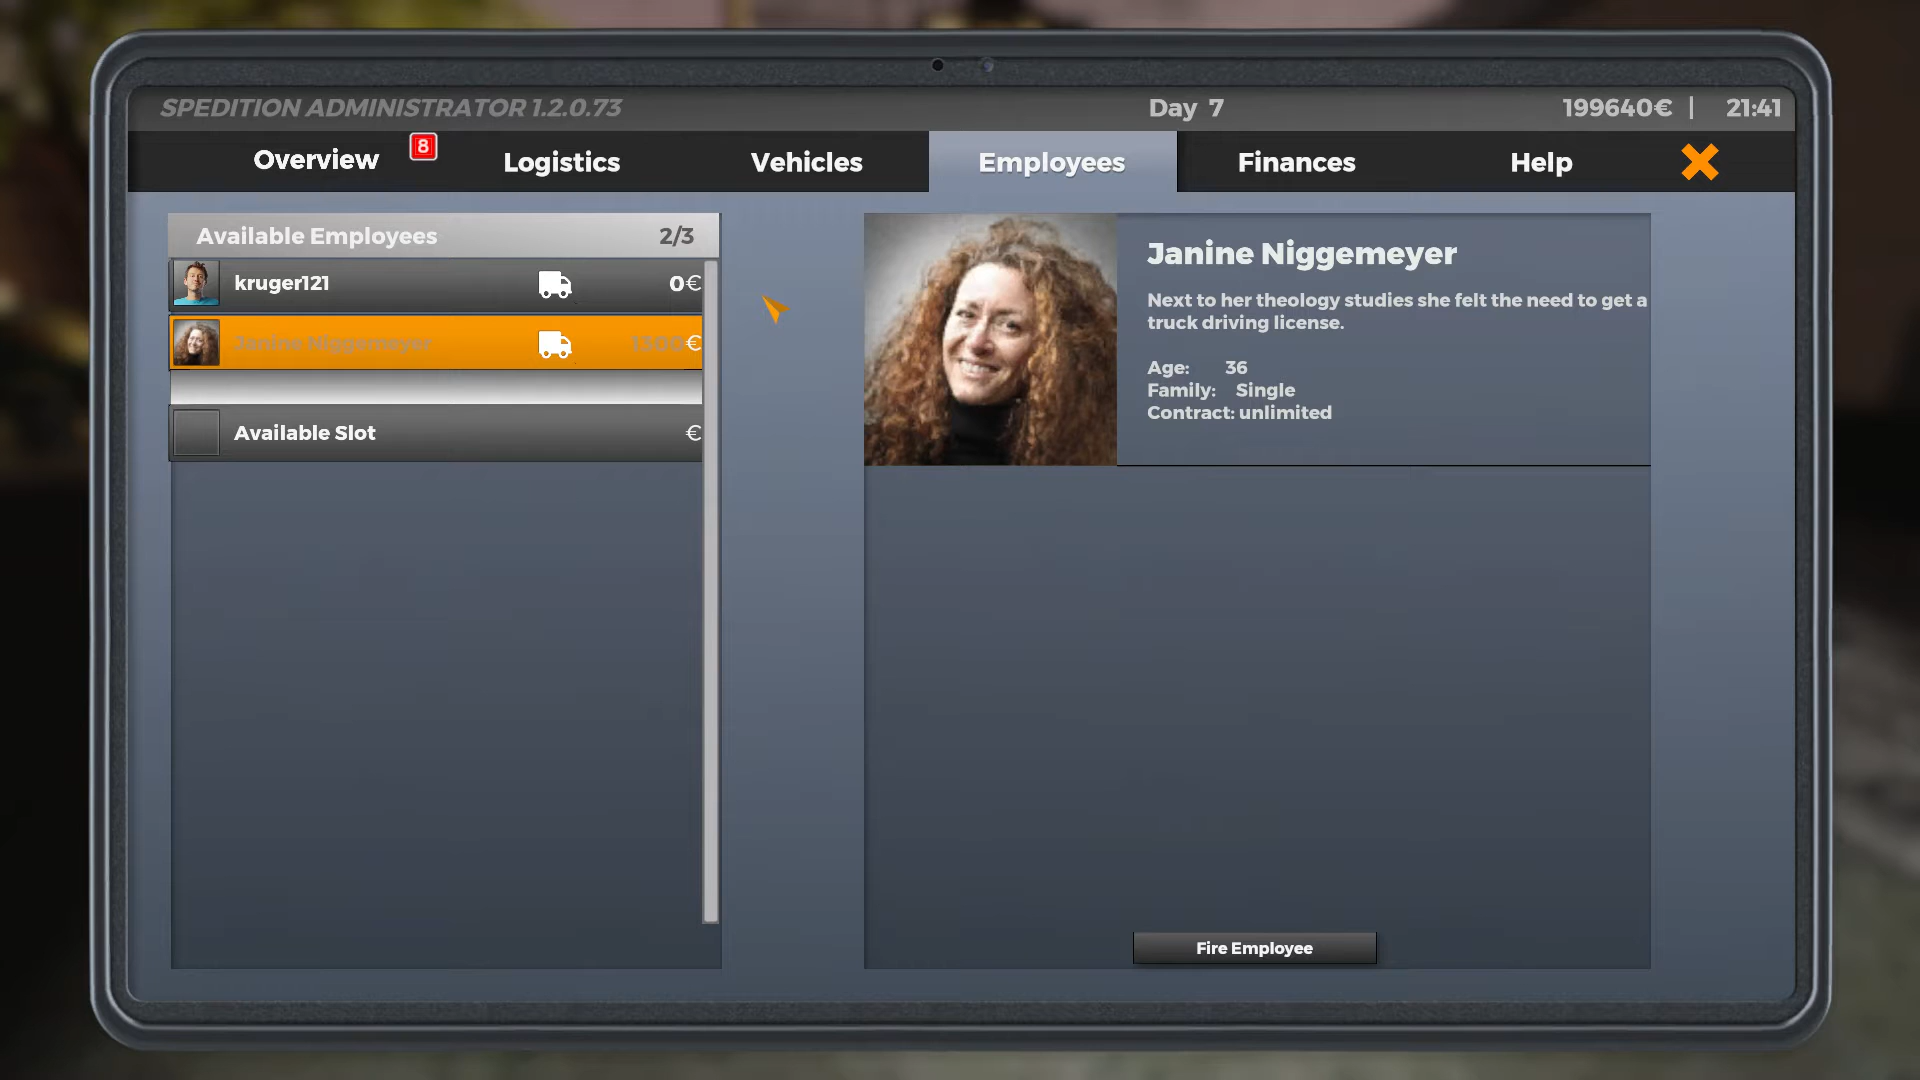 SPEDITION ADMINISTRATOR 1.2.0.73
Day 7
199640€ | 21:41
Overview
8
Logistics
Vehicles
Employees
Finances
Help
Available Employees 2/3
kruger121 0€
Janine Niggemeyer 1300€
Available Slot €
Janine Niggemeyer
Next to her theology studies she felt the need to get a
truck driving license.
Age: 36
Family: Single
Contract: unlimited
Fire Employee